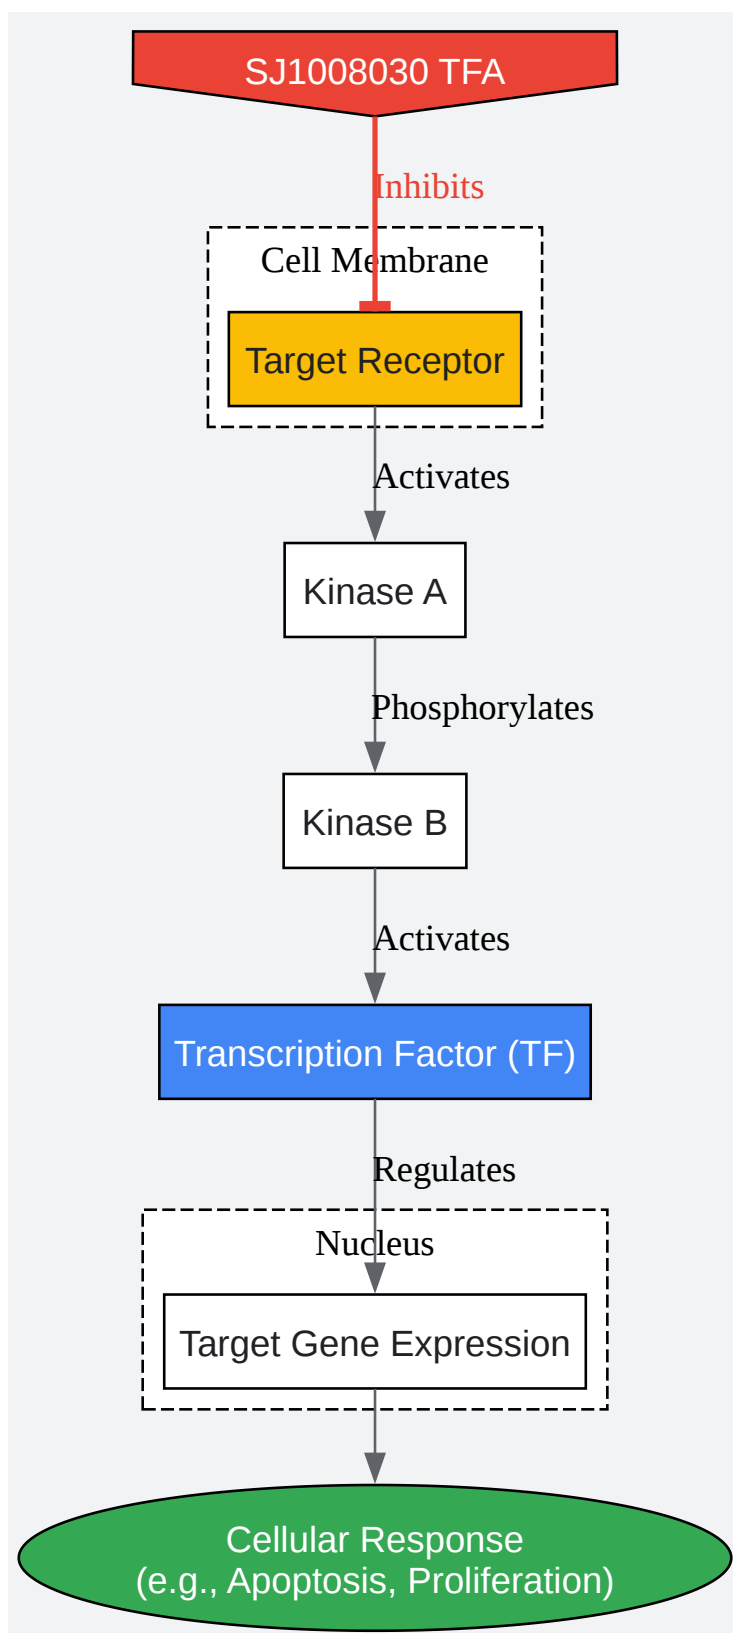 SJ1008030 TFA
Inhibits
Cell Membrane
Target Receptor
Activates
Kinase A
Phosphorylates
Kinase B
Activates
Transcription Factor (TF)
Regulates
Nucleus
Target Gene Expression
Cellular Response
(e.g., Apoptosis, Proliferation)